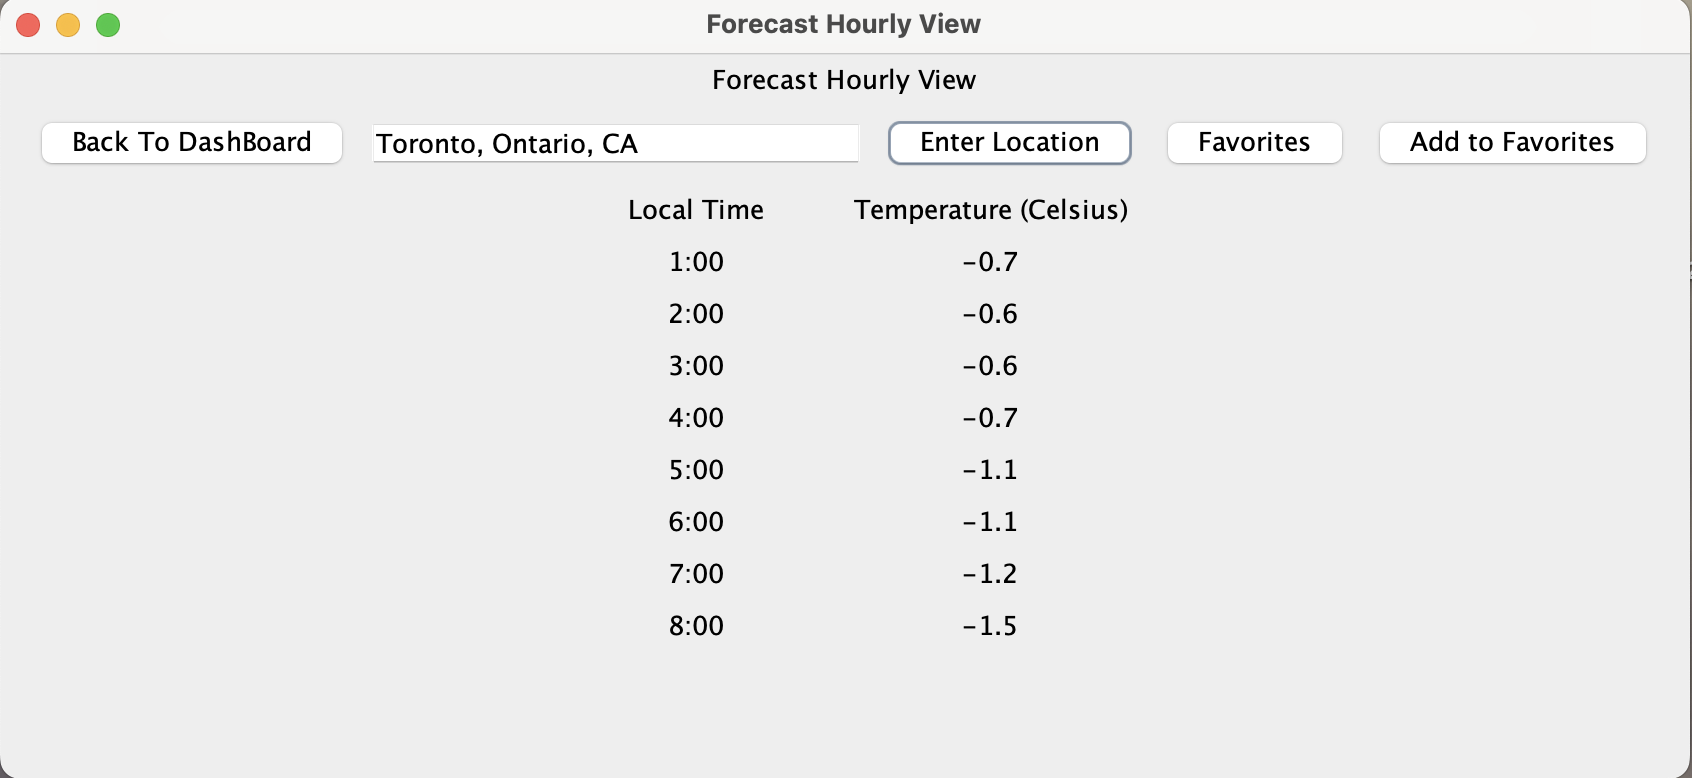 Forecast Hourly View
Forecast Hourly View
Back To DashBoard Toronto, Ontario, CA Enter Location Favorites Add to Favorites
Local Time Temperature (Celsius)
1:00 -0.7
2:00 -0.6
3:00 -0.6
4:00 -0.7
5:00 -1.1
6:00 -1.1
7:00 -1.2
8:00 -1.5